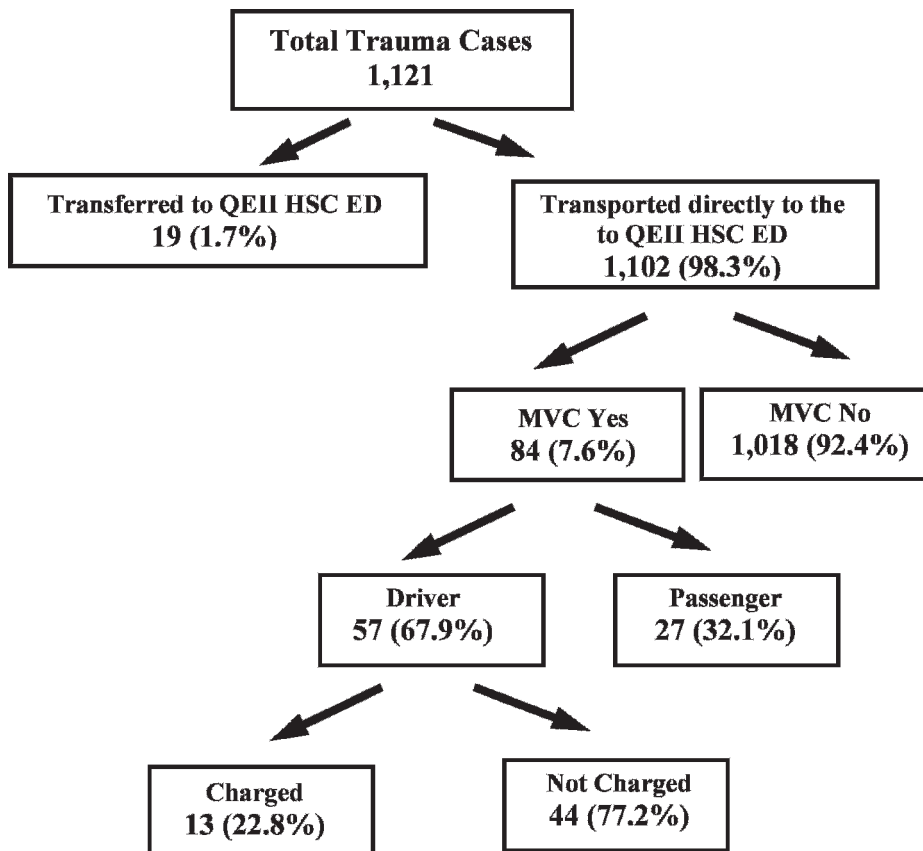 Total Trauma Cases
1,121
Transferred to QEII HSC ED
19 (1.7%)
Transported directly to the
to QEII HSC ED
1,102 (98.3%)
MVC Yes
84 (7.6%)
MVC No
1,018 (92.4%)
Driver
57 (67.9%)
Passenger
27 (32.1%)
Charged
13 (22.8%)
Not Charged
44 (77.2%)